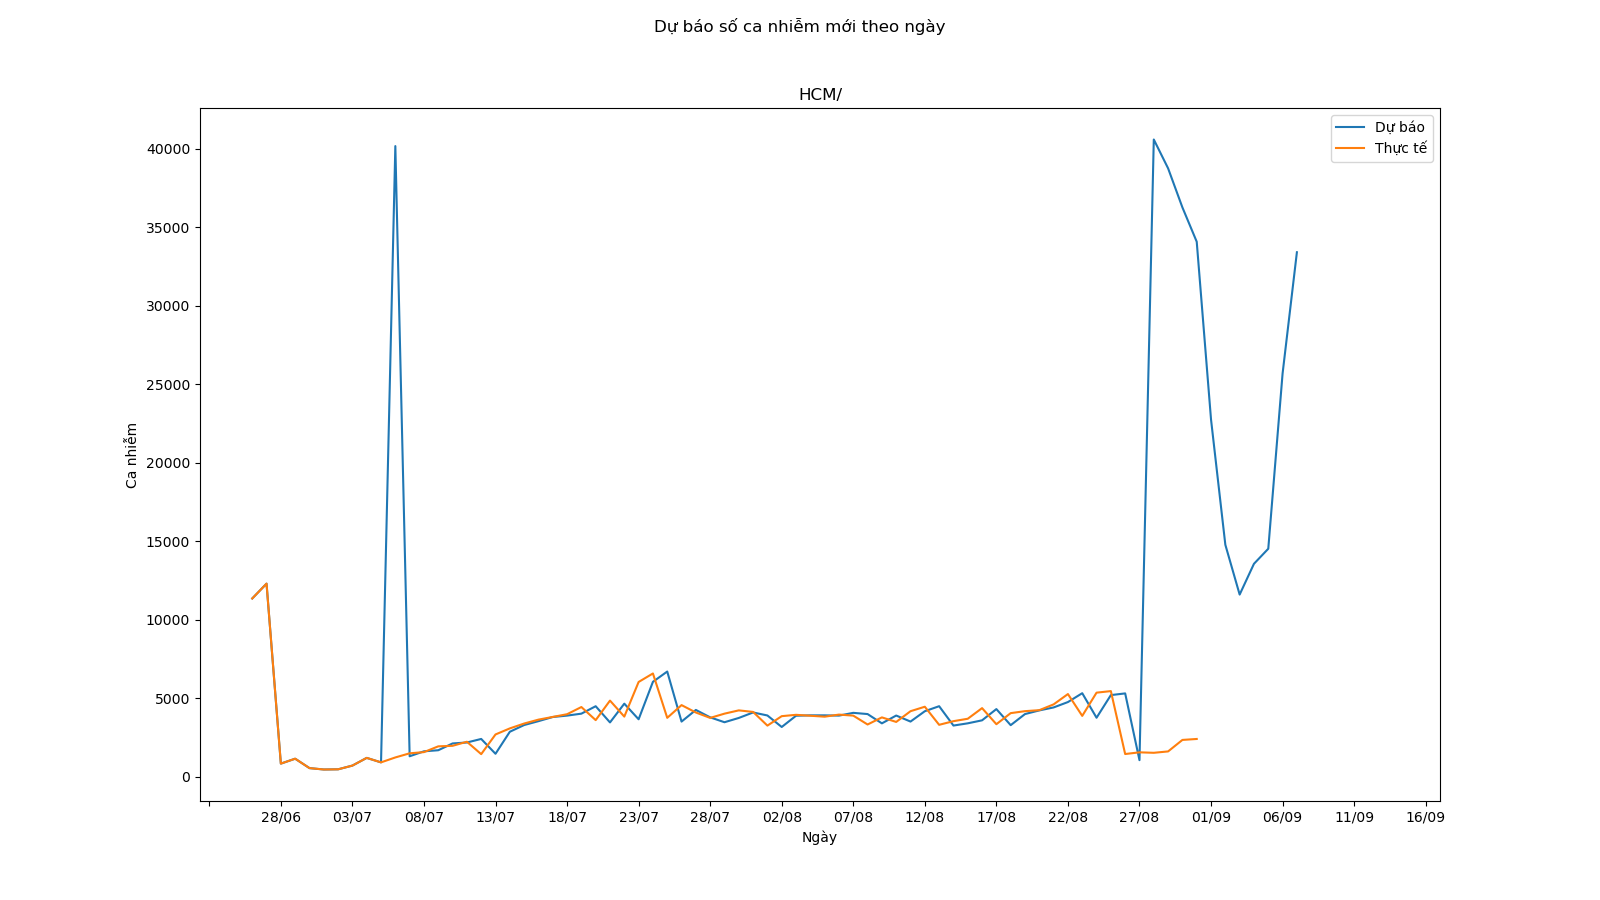 Dự báo số ca nhiễm mới theo ngày
HCM/
Dự báo
Thực tế
40000
35000
30000
25000
20000
15000
10000
5000
0
Ca nhiễm
28/06 03/07 08/07 13/07 18/07 23/07 28/07 02/08 07/08 12/08 17/08 22/08 27/08 01/09 06/09 11/09 16/09
Ngày